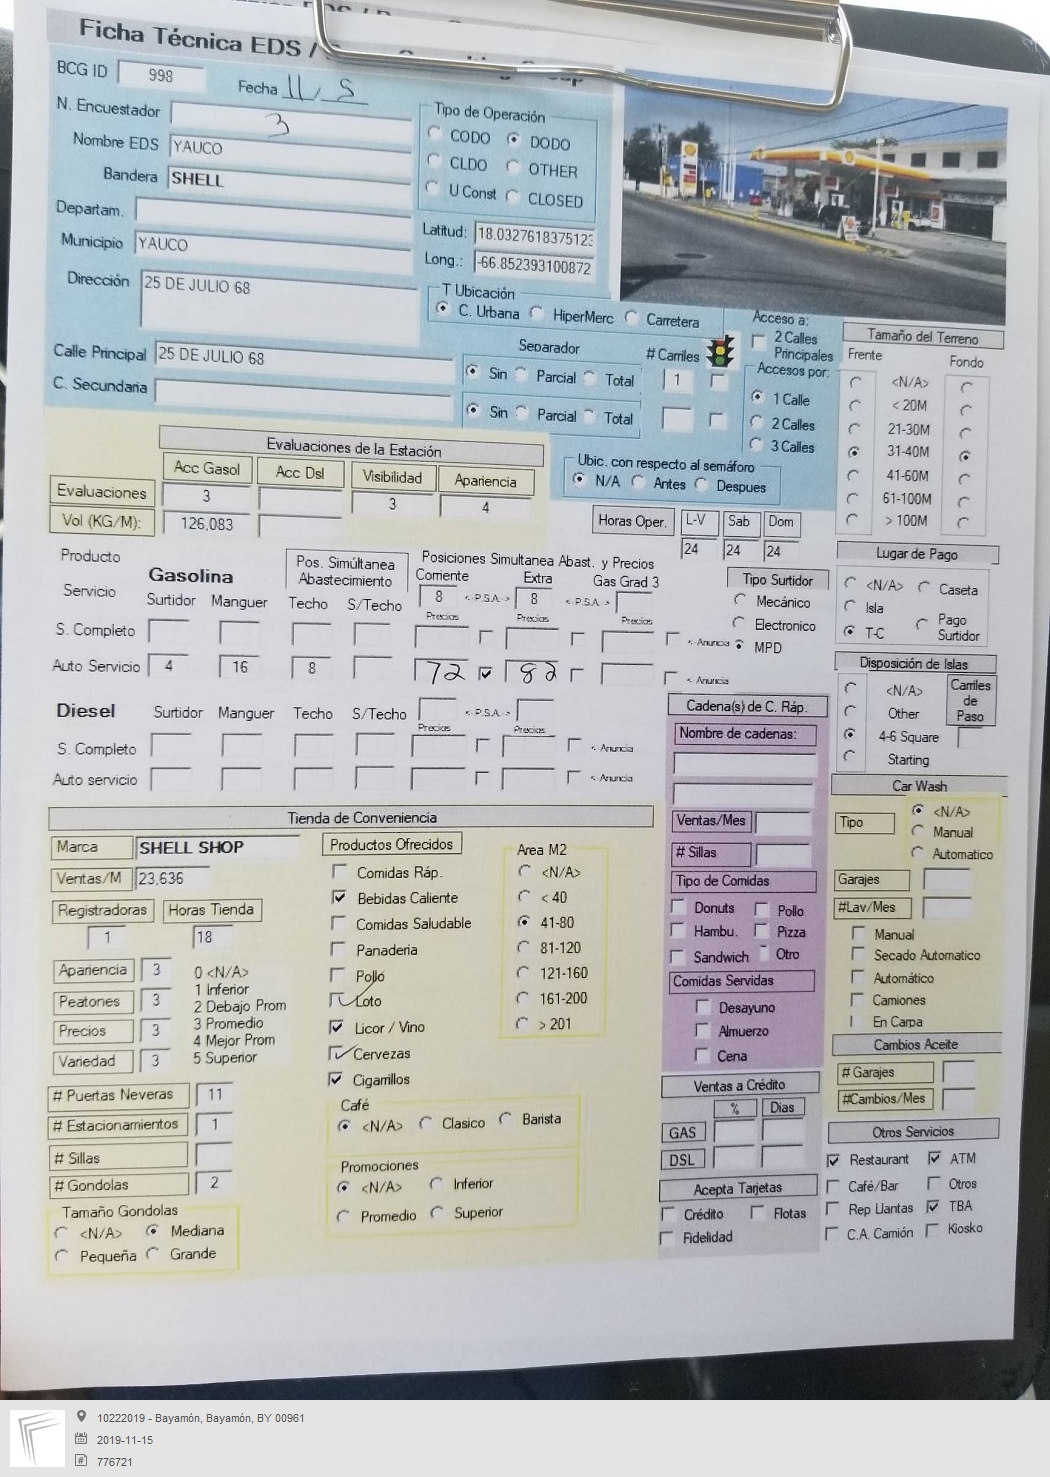 Ficha Técnica EDS /
BCG ID 998
Fecha 11/5
N. Encuestador 3
Nombre EDS YAUCO
Bandera SHELL
Departam.
Municipio YAUCO
Dirección 25 DE JULIO 68
Calle Principal 25 DE JULIO 68
C. Secundaria
Tipo de Operación
CODO DODO
CLDO OTHER
U Const CLOSED
Latitud: 18.0327618375123
Long.: -66.852393100872
T Ubicación
C. Urbana HiperMerc Carretera
Separador # Carriles
Sin Parcial Total 1
Sin Parcial Total
Acceso a:
2 Calles
Principales
Accesos por:
1 Calle
2 Calles
3 Calles
Ubic. con respecto al semáforo
N/A Antes Despues
Tamaño del Terreno
Frente Fondo
<N/A>
< 20M
21-30M
31-40M
41-60M
61-100M
> 100M
Evaluaciones de la Estación
Acc Gasol Acc Dsl Visibilidad Apariencia
Evaluaciones 3 3 4
Vol (KG/M): 126,083
Horas Oper. L-V Sab Dom
24 24 24
Producto
Servicio
Gasolina
Pos. Simúltánea
Abastecimiento
Posiciones Simultanea Abast. y Precios
Corriente Extra Gas Grad 3
8 <-P.S.A.-> 8 <-P.S.A.->
Surtidor Manguer Techo S/Techo Precios Precios Precios
S. Completo <- Anuncia
Auto Servicio 4 16 8 72 82 <- Anuncia
Tipo Surtidor
Mecánico
Electronico
MPD
Lugar de Pago
<N/A> Caseta
Isla
T-C Pago
Surtidor
Disposición de Islas
<N/A>
Other
4-6 Square
Starting
Carriles
de
Paso
Diesel Surtidor Manguer Techo S/Techo <-P.S.A.->
Precios Precios
S. Completo <- Anuncia
Auto servicio <- Anuncia
Cadena(s) de C. Ráp.
Nombre de cadenas:
Ventas/Mes
# Sillas
Tipo de Comidas
Donuts Pollo
Hambu. Pizza
Sandwich Otro
Comidas Servidas
Desayuno
Almuerzo
Cena
Ventas a Crédito
% Dias
GAS
DSL
Acepta Tarjetas
Crédito Flotas
Fidelidad
Car Wash
Tipo <N/A>
Manual
Automatico
Garajes
#Lav/Mes
Manual
Secado Automatico
Automático
Camiones
En Carpa
Cambios Aceite
# Garajes
#Cambios/Mes
Otros Servicios
Restaurant ATM
Café/Bar Otros
Rep Llantas TBA
C.A. Camión Kiosko
Tienda de Conveniencia
Marca SHELL SHOP
Ventas/M 23,636
Registradoras Horas Tienda
1 18
Apariencia 3
Peatones 3
Precios 3
Variedad 3
0 <N/A>
1 Inferior
2 Debajo Prom
3 Promedio
4 Mejor Prom
5 Superior
# Puertas Neveras 11
# Estacionamientos 1
# Sillas
# Gondolas 2
Tamaño Gondolas
<N/A> Mediana
Pequeña Grande
Productos Ofrecidos
Comidas Ráp.
Bebidas Caliente
Comidas Saludable
Panaderia
Pollo
Loto
Licor / Vino
Cervezas
Cigarrillos
Area M2
<N/A>
< 40
41-80
81-120
121-160
161-200
> 201
Café
<N/A> Clasico Barista
Promociones
<N/A> Inferior
Promedio Superior
10222019 - Bayamón, Bayamón, BY 00961
2019-11-15
776721